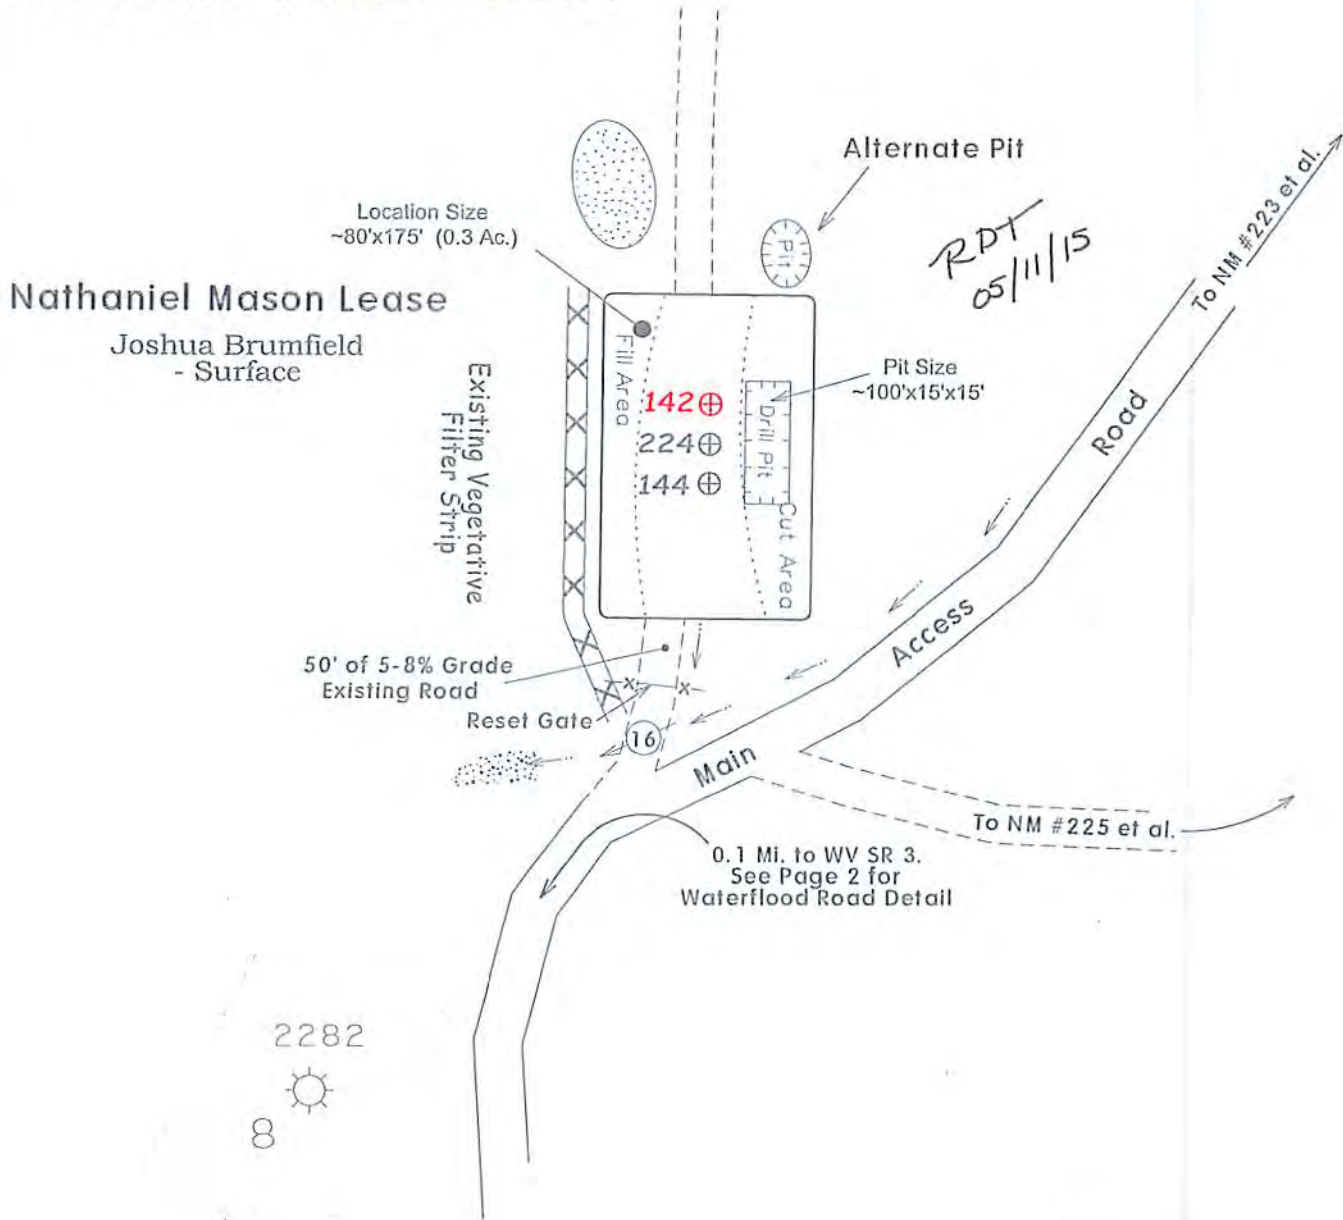 Alternate Pit
Location Size
~80'x175' (0.3 Ac.)
Pit
RDT
05/11/15
To NM #223 et al.
Nathaniel Mason Lease
Joshua Brumfield
- Surface
Existing Vegetative
Filter Strip
Fill Area
142
224
144
Drill Pit
Pit Size
~100'x15'x15'
Cut Area
Road
Access
Main
50' of 5-8% Grade
Existing Road
Reset Gate
x
x
16
To NM #225 et al.
0.1 Mi. to WV SR 3.
See Page 2 for
Waterflood Road Detail
2282
8